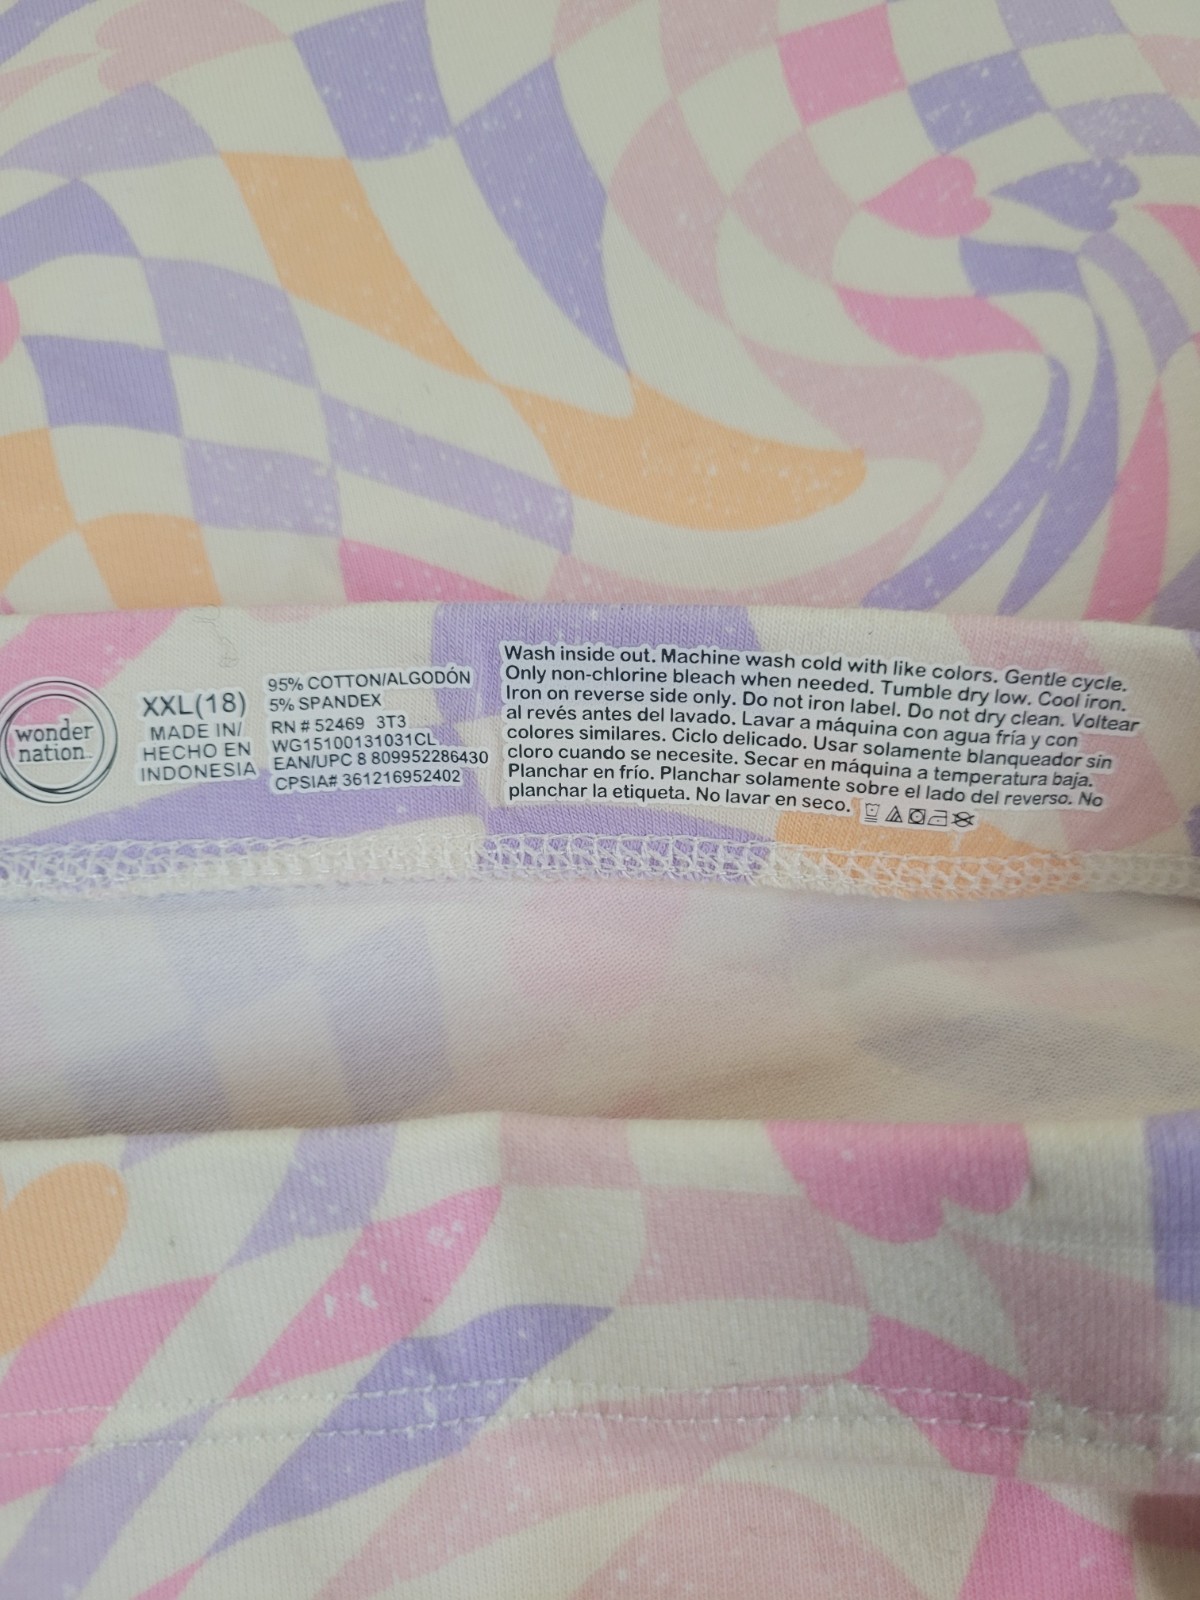 wonder
nation™
XXL(18)
MADE IN/
HECHO EN
INDONESIA
95% COTTON/ALGODÓN
5% SPANDEX
RN # 52469 3T3
WG15100131031CL
EAN/UPC 8 809952286430
CPSIA# 361216952402
Wash inside out. Machine wash cold with like colors. Gentle cycle.
Only non-chlorine bleach when needed. Tumble dry low. Cool iron.
Iron on reverse side only. Do not iron label. Do not dry clean. Voltear
al revés antes del lavado. Lavar a máquina con agua fría y con
colores similares. Ciclo delicado. Usar solamente blanqueador sin
cloro cuando se necesite. Secar en máquina a temperatura baja.
Planchar en frío. Planchar solamente sobre el lado del reverso. No
planchar la etiqueta. No lavar en seco.